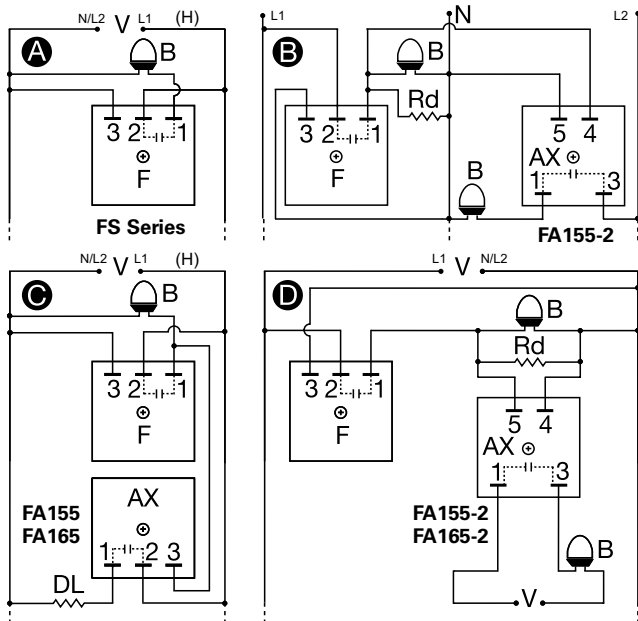 A
N/L2 V L1 (H)
B
3 2 1
F
FS Series
B
L1 N L2
B
Rd
3 2 1
F
5 4
AX
1 3
B
FA155-2
C
N/L2 V L1 (H)
B
3 2 1
F
AX
FA155
FA165
1 2 3
DL
D
L1 V N/L2
B
Rd
3 2 1
F
5 4
AX
1 3
FA155-2
FA165-2
B
V